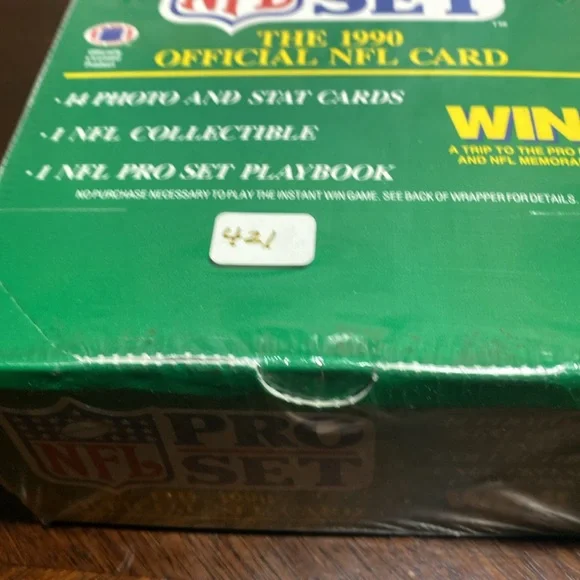 NFL SET
THE 1990
OFFICIAL NFL CARD
·14 PHOTO AND STAT CARDS
·1 NFL COLLECTIBLE
·1 NFL PRO SET PLAYBOOK
WIN
A TRIP TO THE PRO
AND NFL
NO PURCHASE NECESSARY TO PLAY THE INSTANT WIN GAME. SEE BACK OF WRAPPER FOR DETAILS.
421
NFL PRO
SET